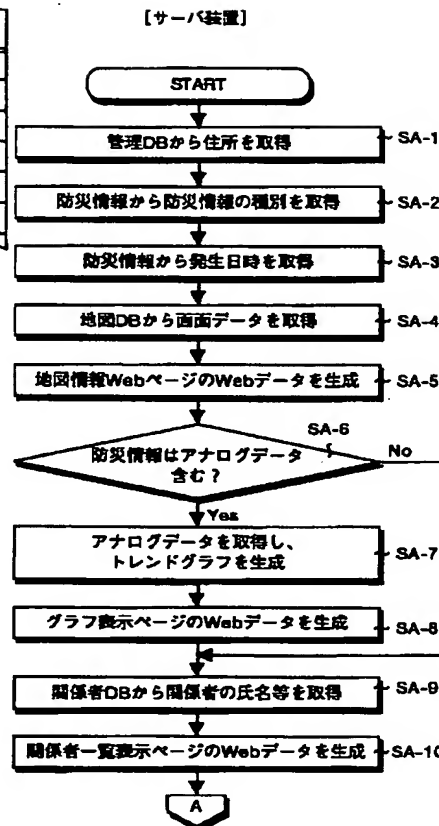 [サーバ装置]
START
管理DBから住所を取得
SA-1
防災情報から防災情報の種別を取得
SA-2
防災情報から発生日時を取得
SA-3
地図DBから画面データを取得
SA-4
地図情報WebページのWebデータを生成
SA-5
SA-6
防災情報はアナログデータ
含む?
No
Yes
アナログデータを取得し、
トレンドグラフを生成
SA-7
グラフ表示ページのWebデータを生成
SA-8
関係者DBから関係者の氏名等を取得
SA-9
関係者一覧表示ページのWebデータを生成
SA-10
A